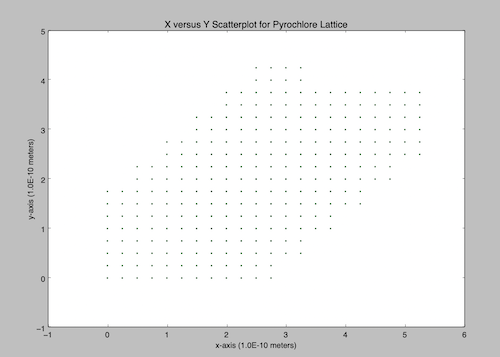 X versus Y Scatterplot for Pyrochlore Lattice
5
4
3
2
1
0
−1
y-axis (1.0E-10 meters)
−1 0 1 2 3 4 5 6
x-axis (1.0E-10 meters)